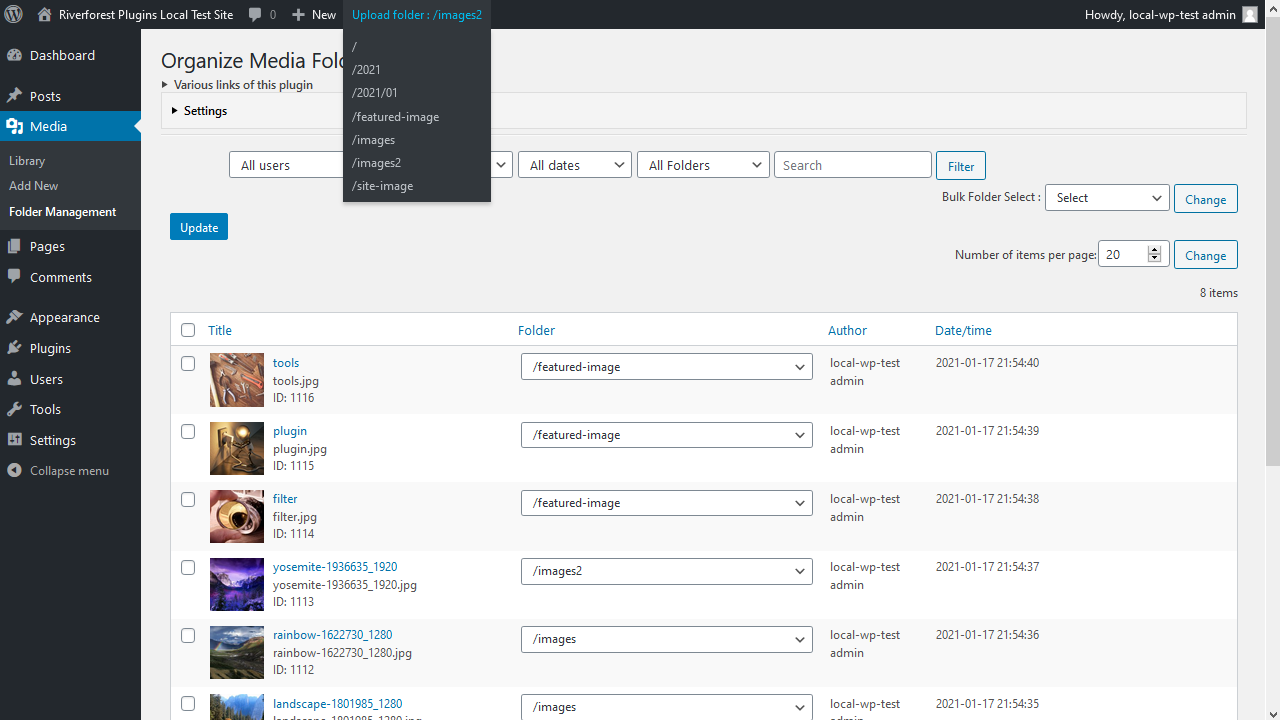 Riverforest Plugins Local Test Site
0
New
Upload folder : /images2
Howdy, local-wp-test admin
/
/2021
/2021/01
/featured-image
/images
/images2
/site-image
Dashboard
Posts
Media
Library
Add New
Folder Management
Pages
Comments
Appearance
Plugins
Users
Tools
Settings
Collapse menu
Organize Media Fol
Various links of this plugin
Settings
All users
All dates
All Folders
Search
Filter
Bulk Folder Select :
Select
Change
Update
Number of items per page:
20
Change
8 items
Title
Folder
Author
Date/time
tools
tools.jpg
ID: 1116
/featured-image
local-wp-test
admin
2021-01-17 21:54:40
plugin
plugin.jpg
ID: 1115
/featured-image
local-wp-test
admin
2021-01-17 21:54:39
filter
filter.jpg
ID: 1114
/featured-image
local-wp-test
admin
2021-01-17 21:54:38
yosemite-1936635_1920
yosemite-1936635_1920.jpg
ID: 1113
/images2
local-wp-test
admin
2021-01-17 21:54:37
rainbow-1622730_1280
rainbow-1622730_1280.jpg
ID: 1112
/images
local-wp-test
admin
2021-01-17 21:54:36
landscape-1801985_1280
landscape-1801985_1280.jpg
/images
local-wp-test
admin
2021-01-17 21:54:35